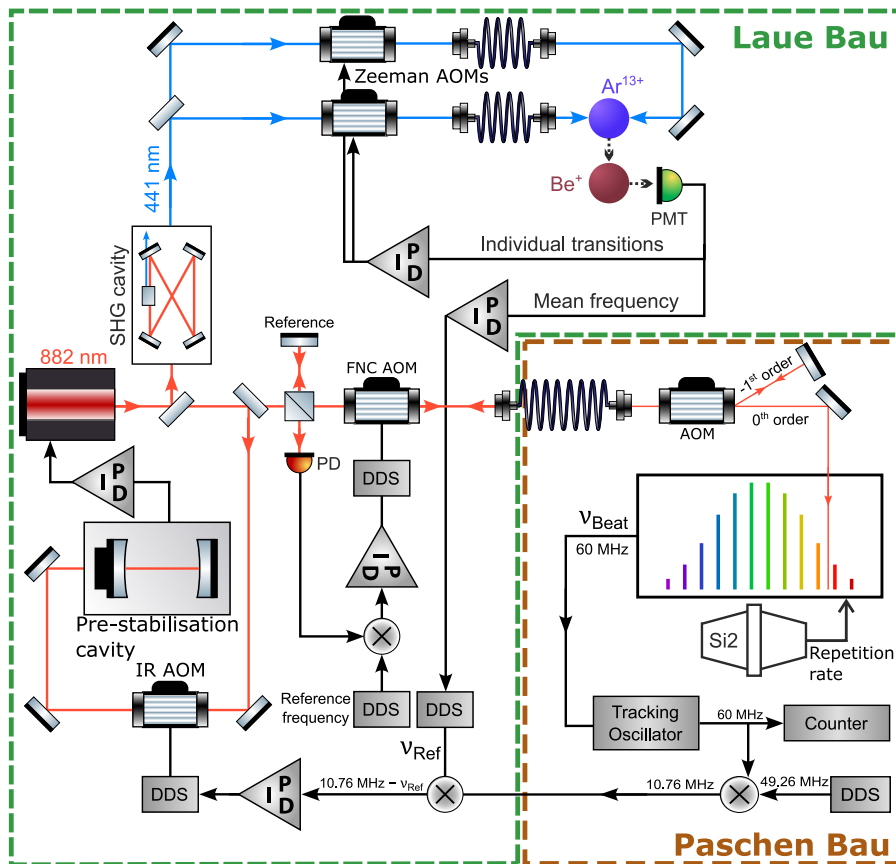 Laue Bau
Zeeman AOMs
Ar13+
Be+
PMT
441 nm
SHG cavity
Individual transitions
P
I
D
Mean frequency
P
I
D
882 nm
Reference
FNC AOM
-1st order
0th order
AOM
PD
DDS
P
I
D
P
I
D
νBeat
60 MHz
Pre-stabilisation
cavity
Si2
Repetition
rate
IR AOM
Reference
frequency
DDS
DDS
νRef
Tracking
Oscillator
60 MHz
Counter
DDS
P
I
D
10.76 MHz – νRef
10.76 MHz
49.26 MHz
DDS
Paschen Bau